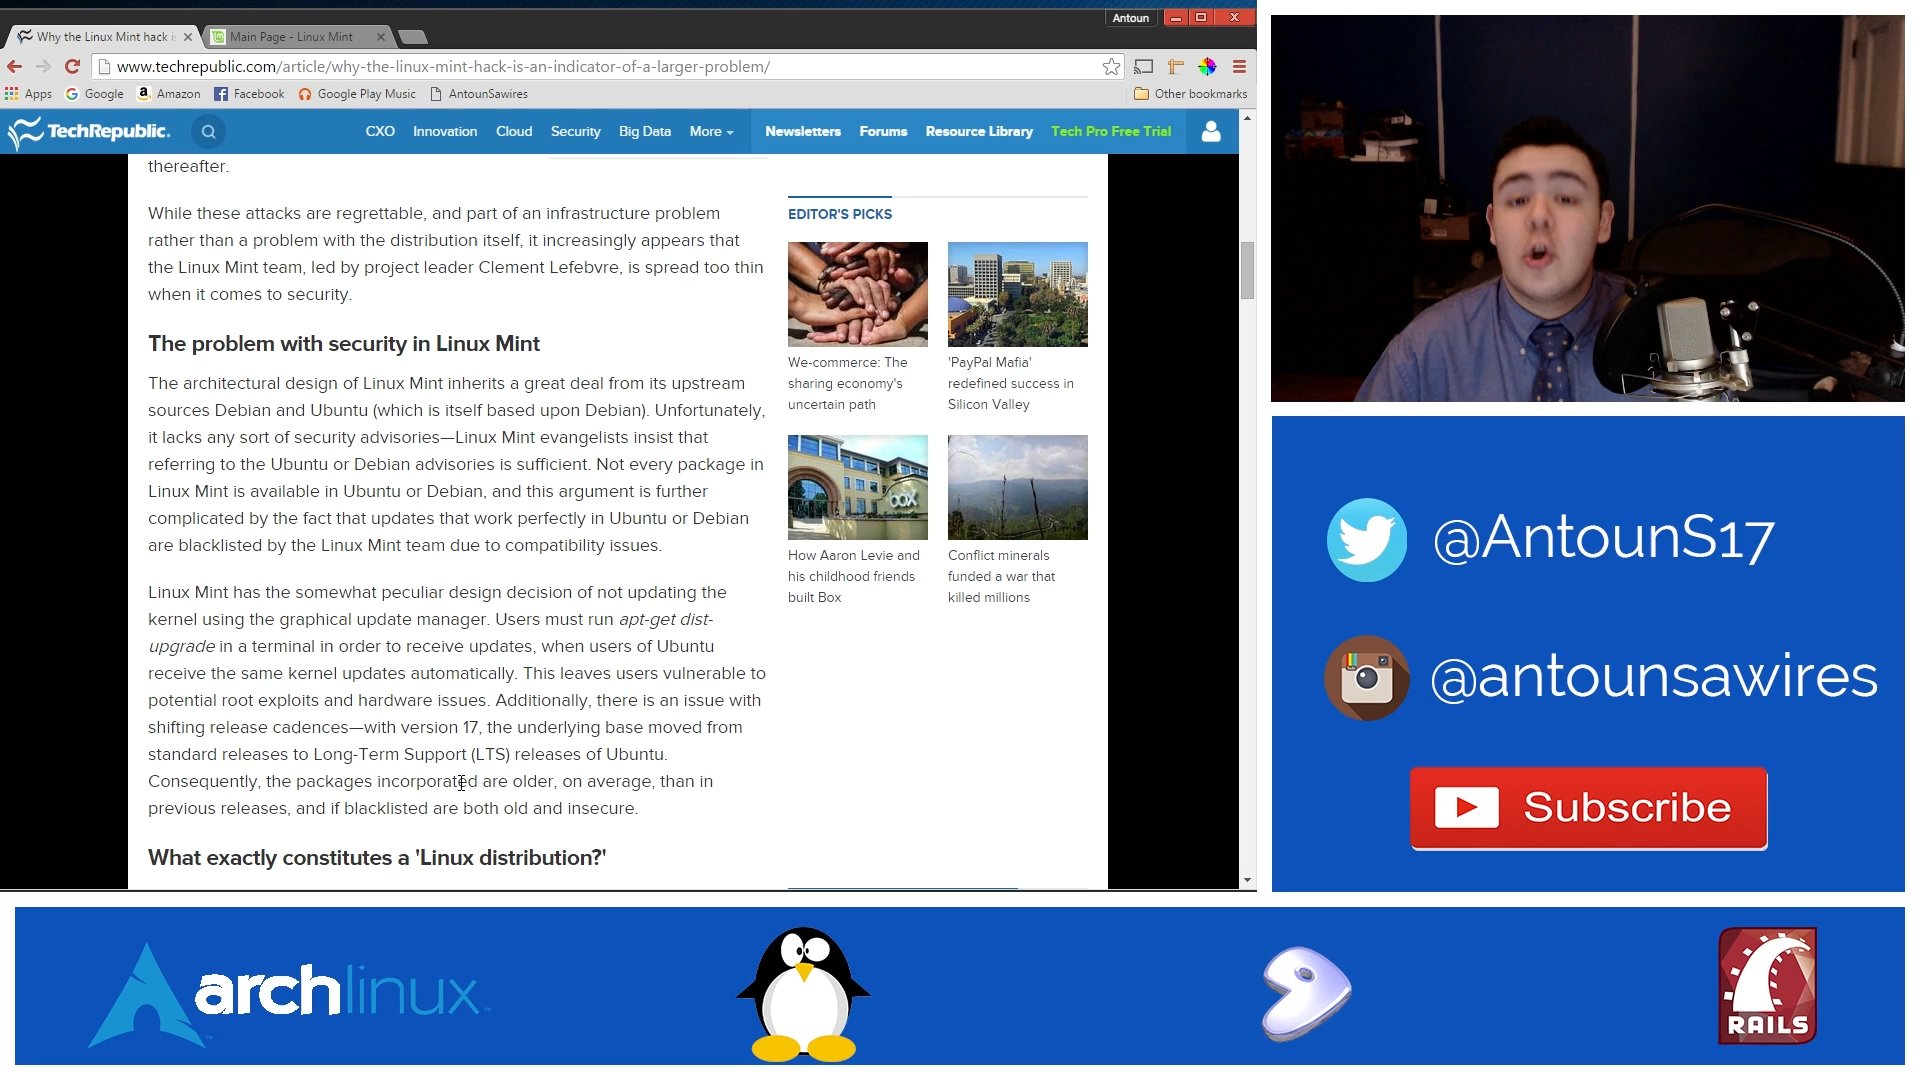 Antoun
Why the Linux Mint hack is
Main Page - Linux Mint
www.techrepublic.com/article/why-the-linux-mint-hack-is-an-indicator-of-a-larger-problem/
Apps Google Amazon Facebook Google Play Music AntounSawires Other bookmarks
TechRepublic. CXO Innovation Cloud Security Big Data More Newsletters Forums Resource Library Tech Pro Free Trial
thereafter.
While these attacks are regrettable, and part of an infrastructure problem
rather than a problem with the distribution itself, it increasingly appears that
the Linux Mint team, led by project leader Clement Lefebvre, is spread too thin
when it comes to security.
The problem with security in Linux Mint
The architectural design of Linux Mint inherits a great deal from its upstream
sources Debian and Ubuntu (which is itself based upon Debian). Unfortunately,
it lacks any sort of security advisories—Linux Mint evangelists insist that
referring to the Ubuntu or Debian advisories is sufficient. Not every package in
Linux Mint is available in Ubuntu or Debian, and this argument is further
complicated by the fact that updates that work perfectly in Ubuntu or Debian
are blacklisted by the Linux Mint team due to compatibility issues.
Linux Mint has the somewhat peculiar design decision of not updating the
kernel using the graphical update manager. Users must run apt-get dist-
upgrade in a terminal in order to receive updates, when users of Ubuntu
receive the same kernel updates automatically. This leaves users vulnerable to
potential root exploits and hardware issues. Additionally, there is an issue with
shifting release cadences—with version 17, the underlying base moved from
standard releases to Long-Term Support (LTS) releases of Ubuntu.
Consequently, the packages incorporated are older, on average, than in
previous releases, and if blacklisted are both old and insecure.
What exactly constitutes a 'Linux distribution?'
EDITOR'S PICKS
We-commerce: The
sharing economy's
uncertain path
'PayPal Mafia'
redefined success in
Silicon Valley
box
How Aaron Levie and
his childhood friends
built Box
Conflict minerals
funded a war that
killed millions
@AntounS17
@antounsawires
Subscribe
archlinux
RAILS